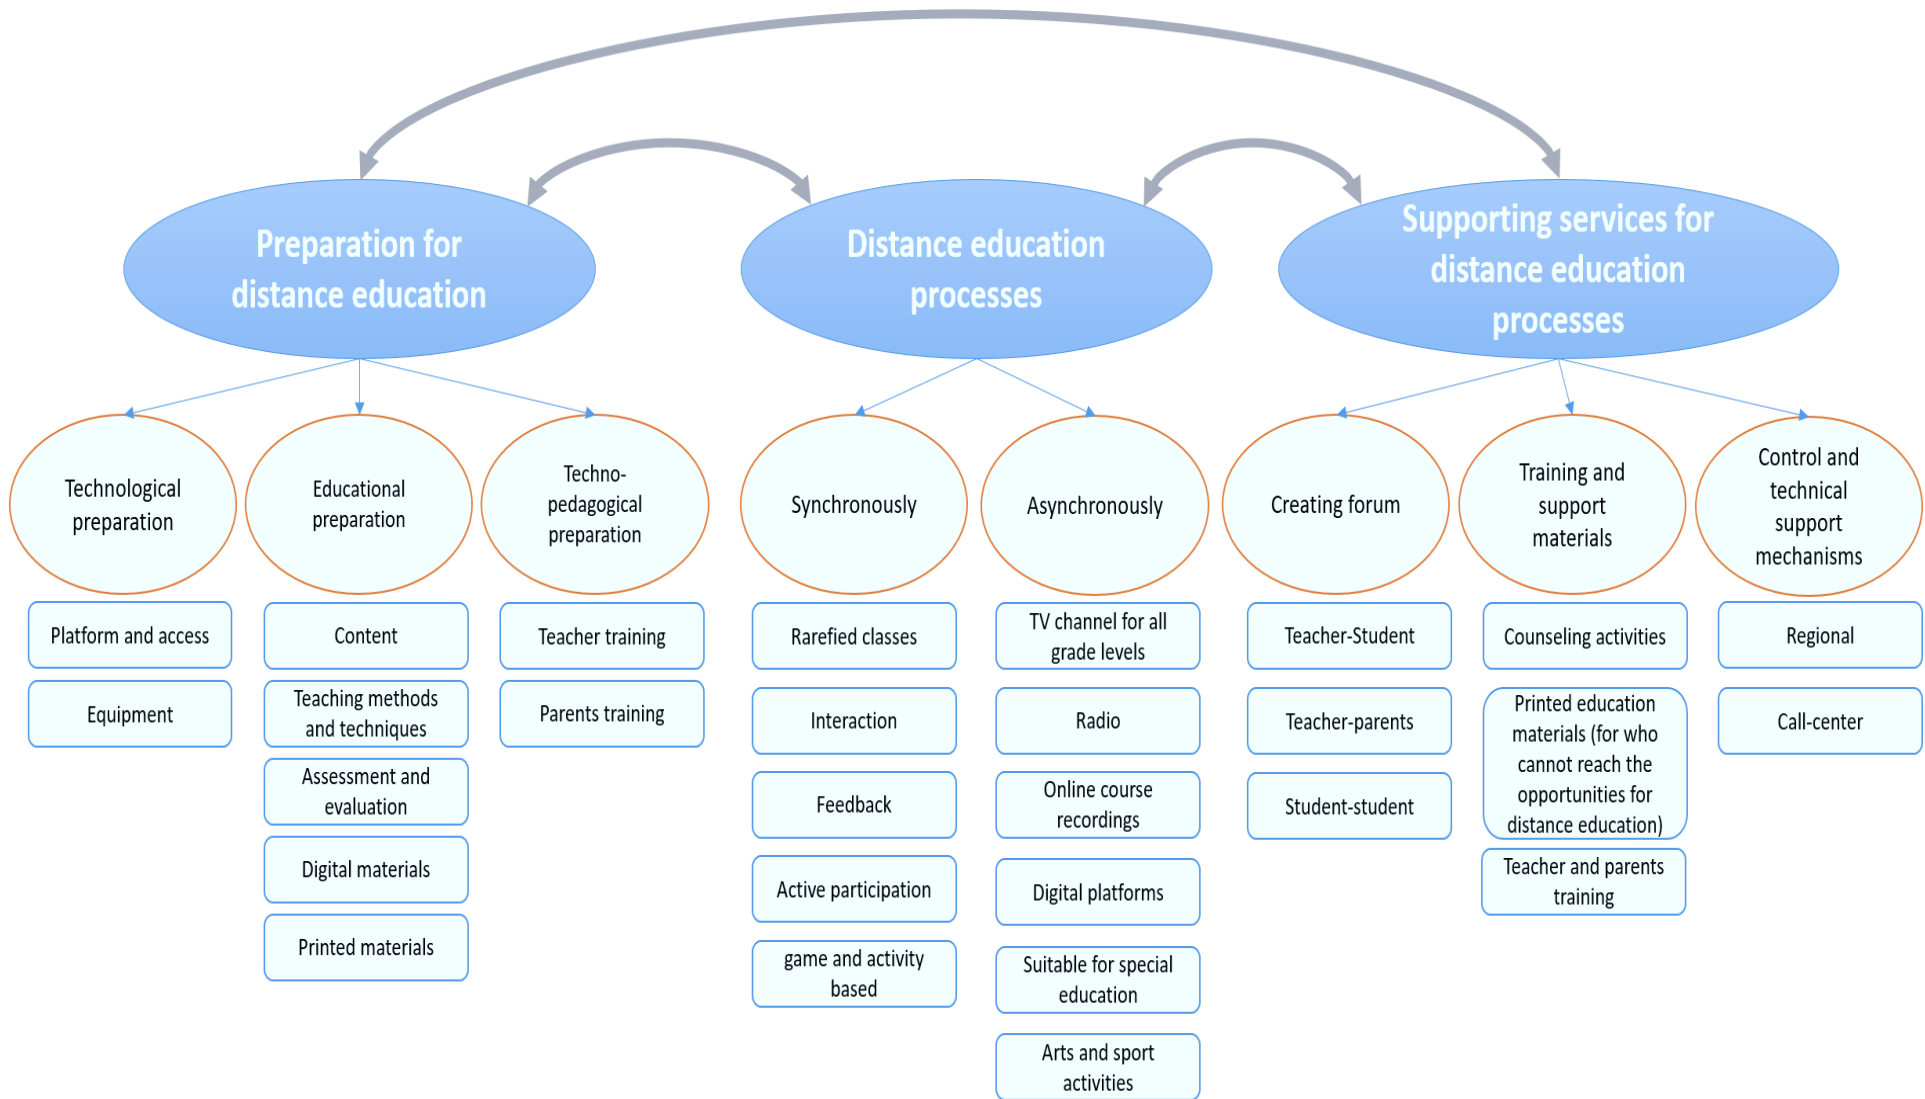 Preparation for
distance education
Distance education
processes
Supporting services for
distance education
processes
Technological
preparation
Educational
preparation
Techno-
pedagogical
preparation
Synchronously
Asynchronously
Creating forum
Training and
support
materials
Control and
technical
support
mechanisms
Platform and access
Equipment
Content
Teaching methods
and techniques
Assessment and
evaluation
Digital materials
Printed materials
Teacher training
Parents training
Rarefied classes
Interaction
Feedback
Active participation
game and activity
based
TV channel for all
grade levels
Radio
Online course
recordings
Digital platforms
Suitable for special
education
Arts and sport
activities
Teacher-Student
Teacher-parents
Student-student
Counseling activities
Printed education
materials (for who
cannot reach the
opportunities for
distance education)
Teacher and parents
training
Regional
Call-center